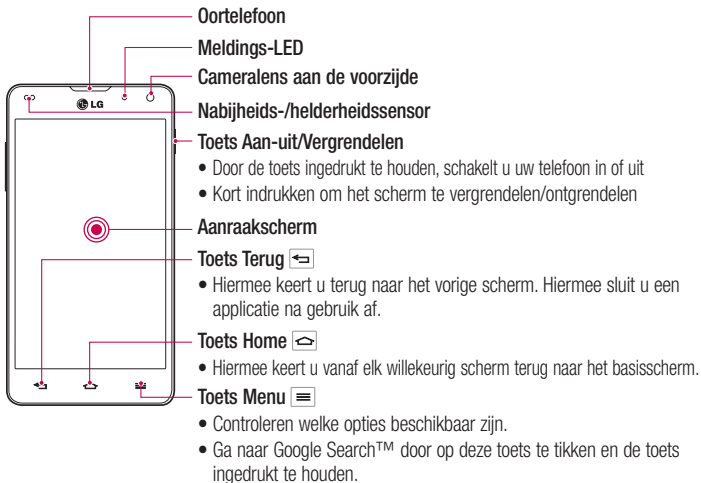 Oortelefoon
Meldings-LED
Cameralens aan de voorzijde
LG
Nabijheids-/helderheidssensor
Toets Aan-uit/Vergrendelen
• Door de toets ingedrukt te houden, schakelt u uw telefoon in of uit
• Kort indrukken om het scherm te vergrendelen/ontgrendelen
Aanraakscherm
Toets Terug
• Hiermee keert u terug naar het vorige scherm. Hiermee sluit u een
applicatie na gebruik af.
Toets Home
• Hiermee keert u vanaf elk willekeurig scherm terug naar het basisscherm.
Toets Menu
• Controleren welke opties beschikbaar zijn.
• Ga naar Google Search™ door op deze toets te tikken en de toets
ingedrukt te houden.